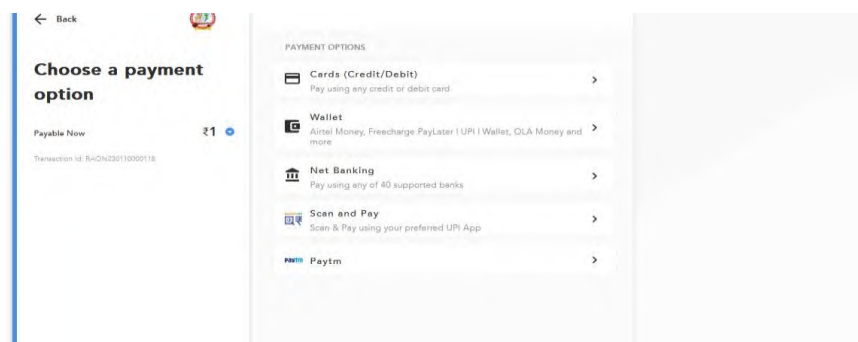 Back
Choose a payment
option
Payable Now ₹1
PAYMENT OPTIONS
Cards (Credit/Debit)
Pay using any credit or debit card
Wallet
Airtel Money, Freecharge PayLater | UPI | Wallet, OLA Money and
more
Net Banking
Pay using any of 40 supported banks
Scan and Pay
Scan & Pay using your preferred UPI App
Paytm Paytm